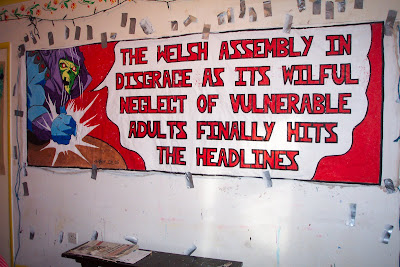 THE WELSH ASSEMBLY IN
DISGRACE AS ITS WILFUL
NEGLECT OF VULNERABLE
ADULTS FINALLY HITS
THE HEADLINES